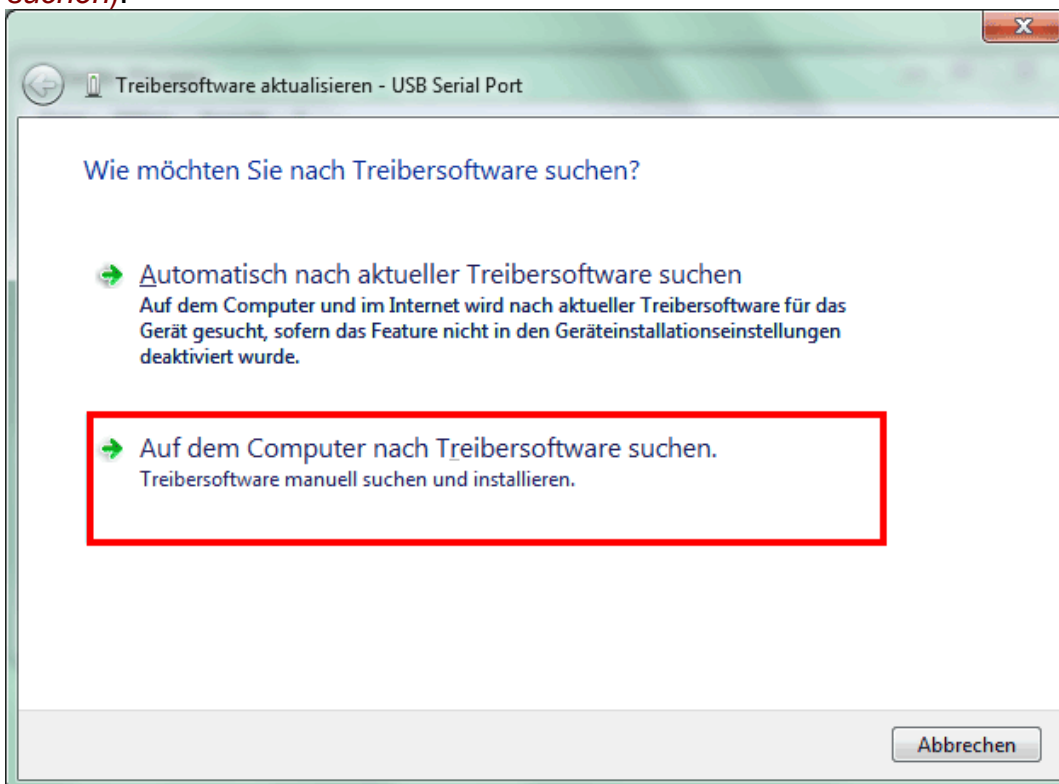 suchen).
Treibersoftware aktualisieren - USB Serial Port
Wie möchten Sie nach Treibersoftware suchen?
Automatisch nach aktueller Treibersoftware suchen
Auf dem Computer und im Internet wird nach aktueller Treibersoftware für das
Gerät gesucht, sofern das Feature nicht in den Geräteinstallationseinstellungen
deaktiviert wurde.
Auf dem Computer nach Treibersoftware suchen.
Treibersoftware manuell suchen und installieren.
Abbrechen